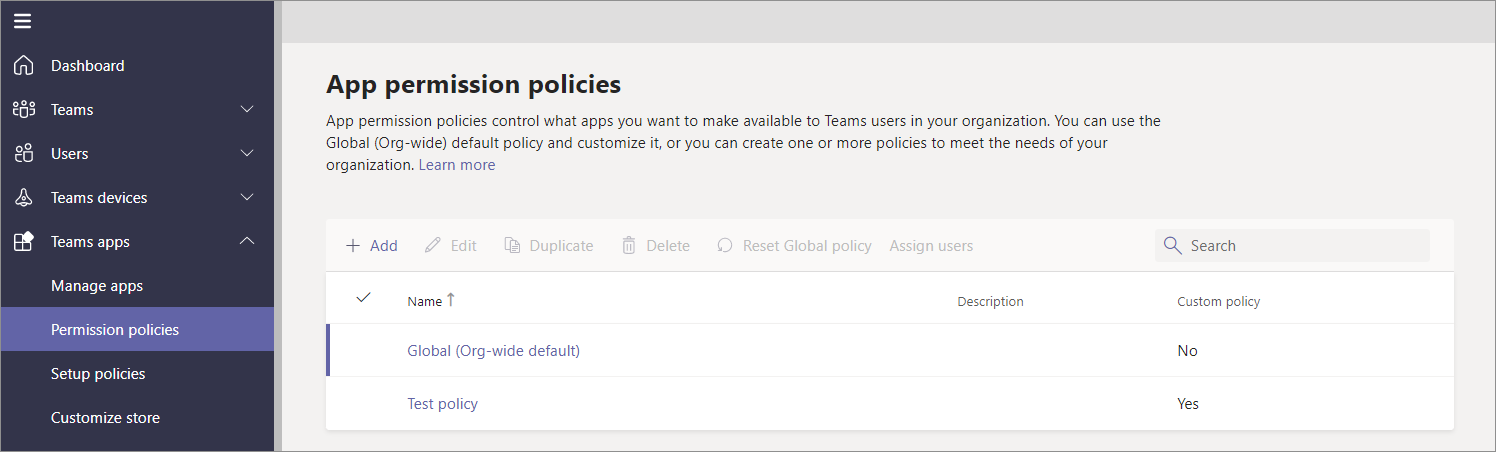 Dashboard
Teams
Users
Teams devices
Teams apps
Manage apps
Permission policies
Setup policies
Customize store
App permission policies
App permission policies control what apps you want to make available to Teams users in your organization. You can use the
Global (Org-wide) default policy and customize it, or you can create one or more policies to meet the needs of your
organization. Learn more
Add Edit Duplicate Delete Reset Global policy Assign users Search
Name Description Custom policy
Global (Org-wide default) No
Test policy Yes